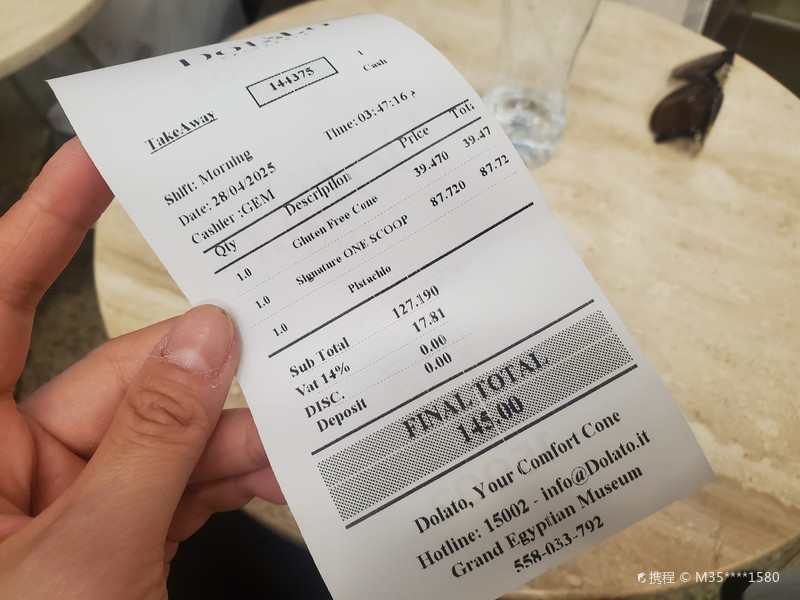 DOLATO
144375
1
Cash
TakeAway
Time:03:47:16 م
Shift: Morning
Date: 28/04/2025
Cashier :GEM
Qty Description Price Tot:
1.0 Gluten Free Cone 39.470 39.47
1.0 Signature ONE SCOOP 87.720 87.72
1.0 Pistachio
Sub Total 127.190
Vat 14% 17.81
DISC. 0.00
Deposit 0.00
FINAL TOTAL
145.00
Dolato, Your Comfort Cone
Hotline: 15002 - info@Dolato.it
Grand Egyptian Museum
558-033-792
携程 © M35****1580